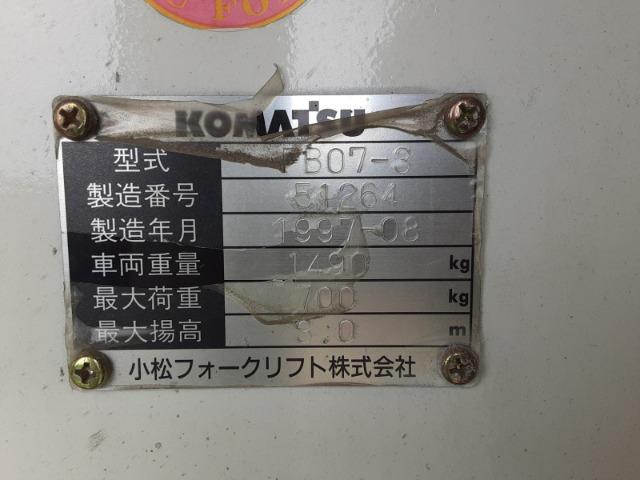 FO
KOMATSU
型式 FB07-3
製造番号 51264
製造年月 1997-08
車両重量 1490 kg
最大荷重 700 kg
最大揚高 3.0 m
小松フォークリフト株式会社